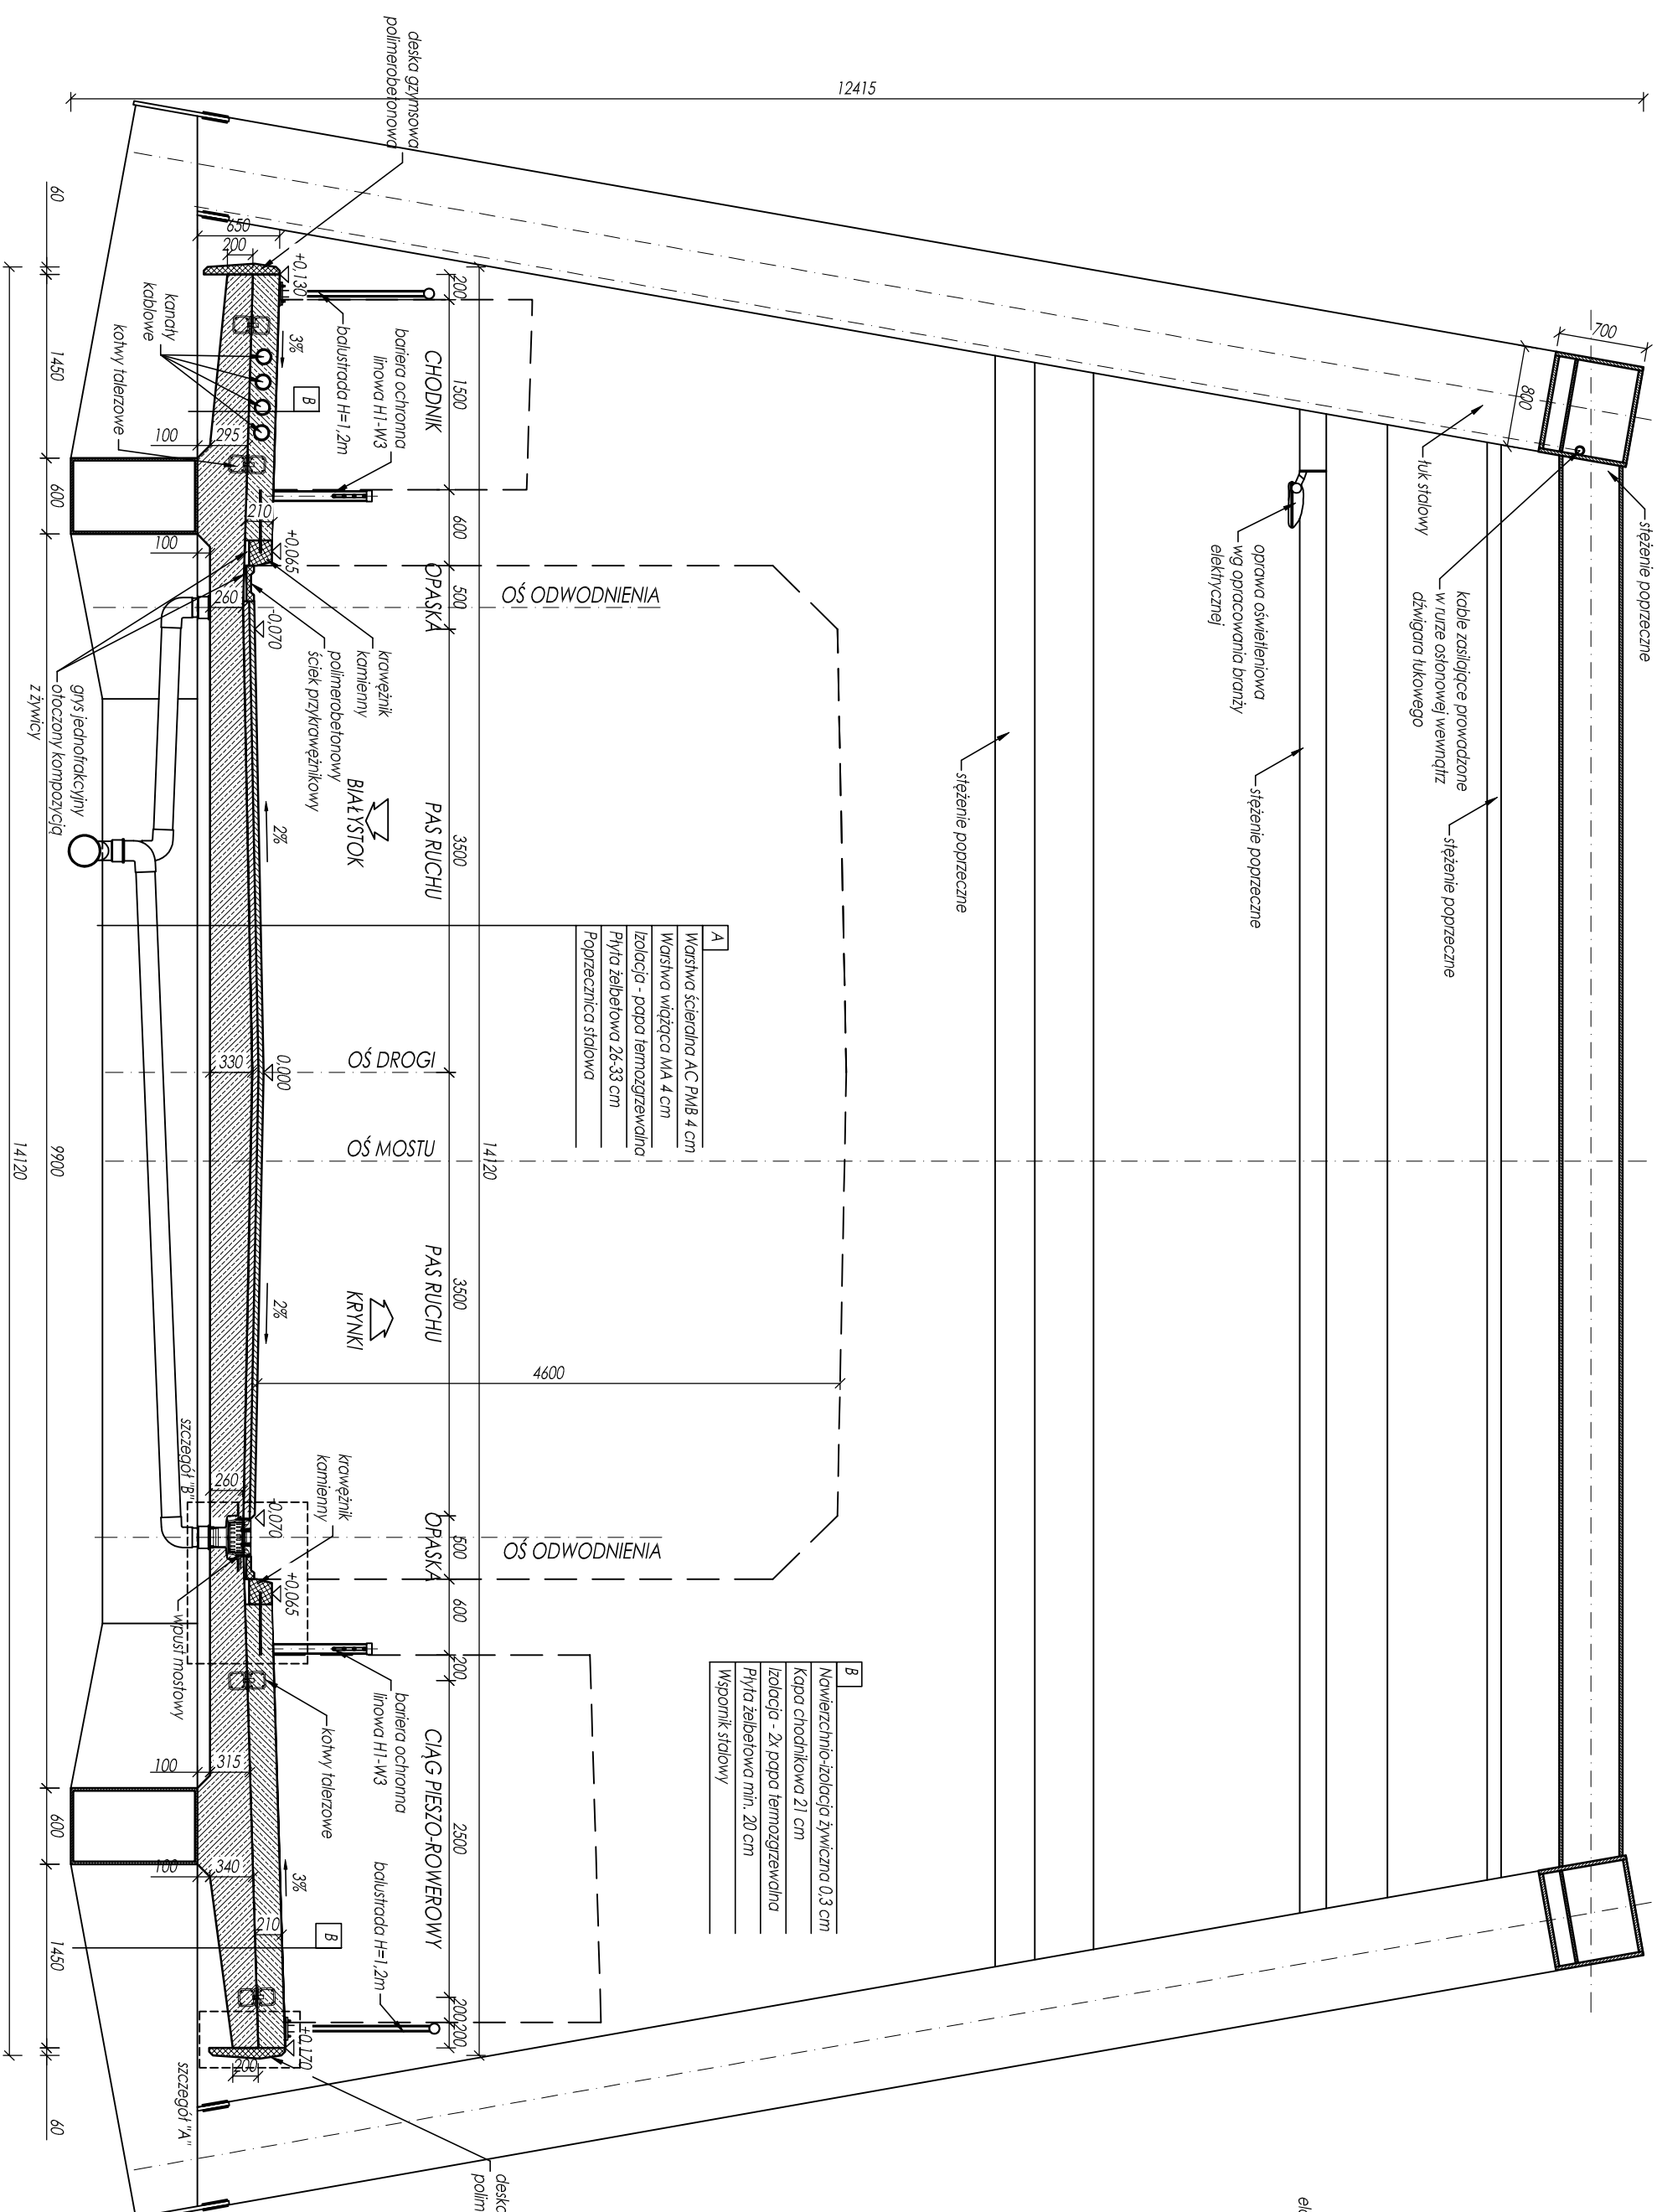 12415
deska gzymsowa
polimerobetonowa
stężenie poprzeczne
kable zasilające prowadzone
w rurze osłonowej wewnątrz
dźwigara łukowego
łuk stalowy
stężenie poprzeczne
700
800
oprawa oświetleniowa
wg opracowania branży
elektrycznej
stężenie poprzeczne
stężenie poprzeczne
A
Warstwa ścieralna AC PMB 4 cm
Warstwa wiążąca MA 4 cm
Izolacja - papa termozgrzewalna
Płyta żelbetowa 26-33 cm
Poprzecznica stalowa
B
Nawierzchnio-izolacja żywiczna 0,3 cm
Kapa chodnikowa 21 cm
Izolacja - 2x papa termozgrzewalna
Płyta żelbetowa min. 20 cm
Wspornik stalowy
4600
OŚ ODWODNIENIA
OŚ ODWODNIENIA
14120
200
1500
600
500
3500
3500
500
600
200
2500
200
200
CHODNIK
OPASKA
PAS RUCHU
PAS RUCHU
OPASKA
CIĄG PIESZO-ROWEROWY
bariera ochronna
linowa H1-W3
balustrada H=1,2m
krawężnik
kamienny
polimerobetonowy
ściek przykrawężnikowy
BIAŁYSTOK
OŚ DROGI
OŚ MOSTU
KRYNKI
krawężnik
kamienny
bariera ochronna
linowa H1-W3
kotwy talerzowe
balustrada H=1,2m
650
200
+0,130
3%
B
+0,065
-0,070
2%
0,000
2%
-0,070
+0,065
3%
B
+0,170
200
295
210
100
100
260
330
260
315
100
340
100
210
kanały
kablowe
kotwy talerzowe
grys jednofrakcyjny
otoczony kompozycją
z żywicy
szczegół "B"
wpust mostowy
szczegół "A"
60
1450
600
9900
600
1450
60
14120